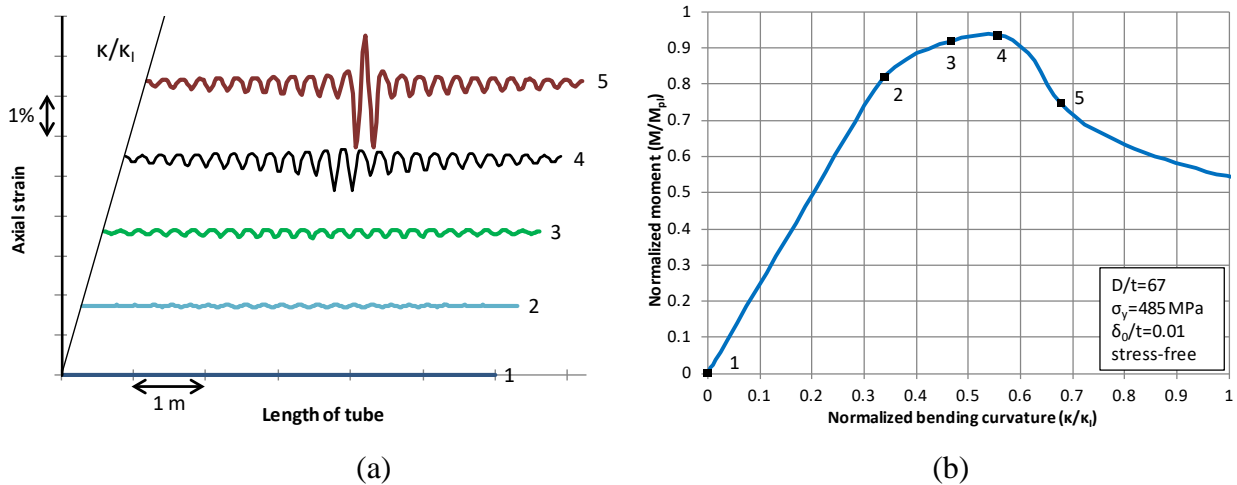 κ/κI
5
1%
4
3
2
1
Axial strain
1 m
Length of tube
(a)
1
0.9
0.8
0.7
0.6
0.5
0.4
0.3
0.2
0.1
0
Normalized moment (M/Mpl)
1
2
3
4
5
D/t=67
σy=485 MPa
δ0/t=0.01
stress-free
0 0.1 0.2 0.3 0.4 0.5 0.6 0.7 0.8 0.9 1
Normalized bending curvature (κ/κI)
(b)